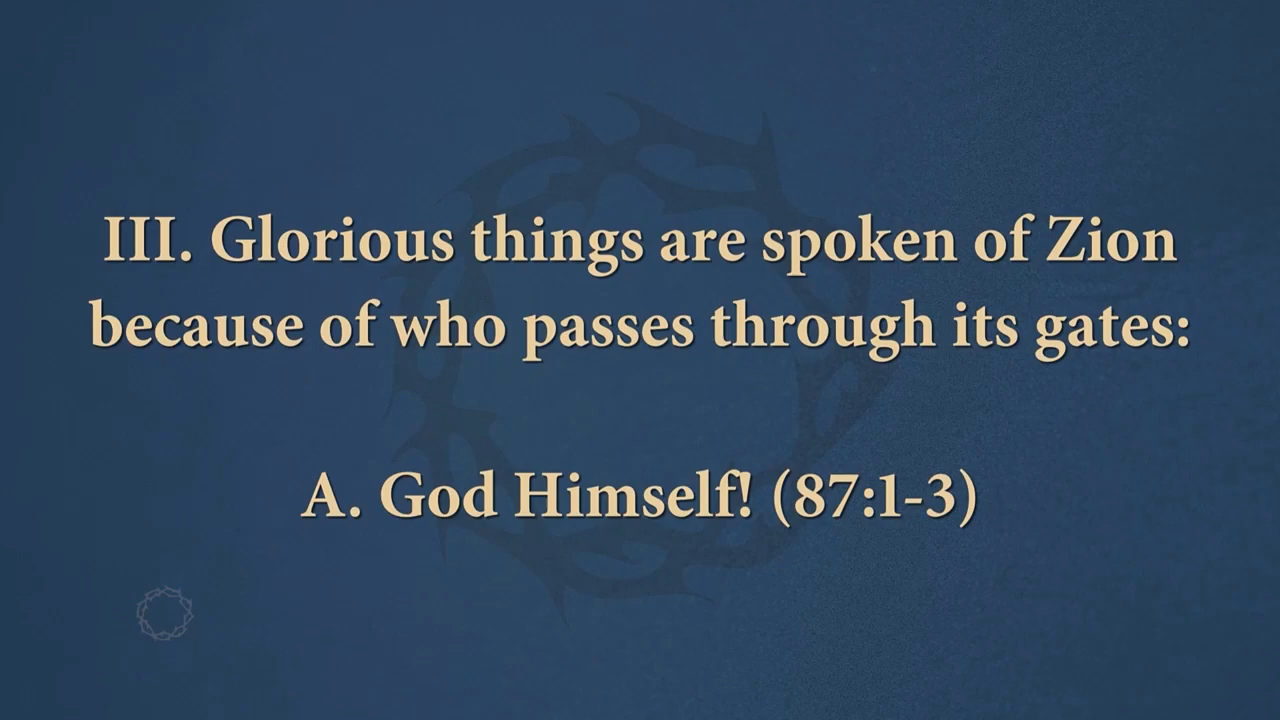 III. Glorious things are spoken of Zion
because of who passes through its gates:
A. God Himself! (87:1-3)